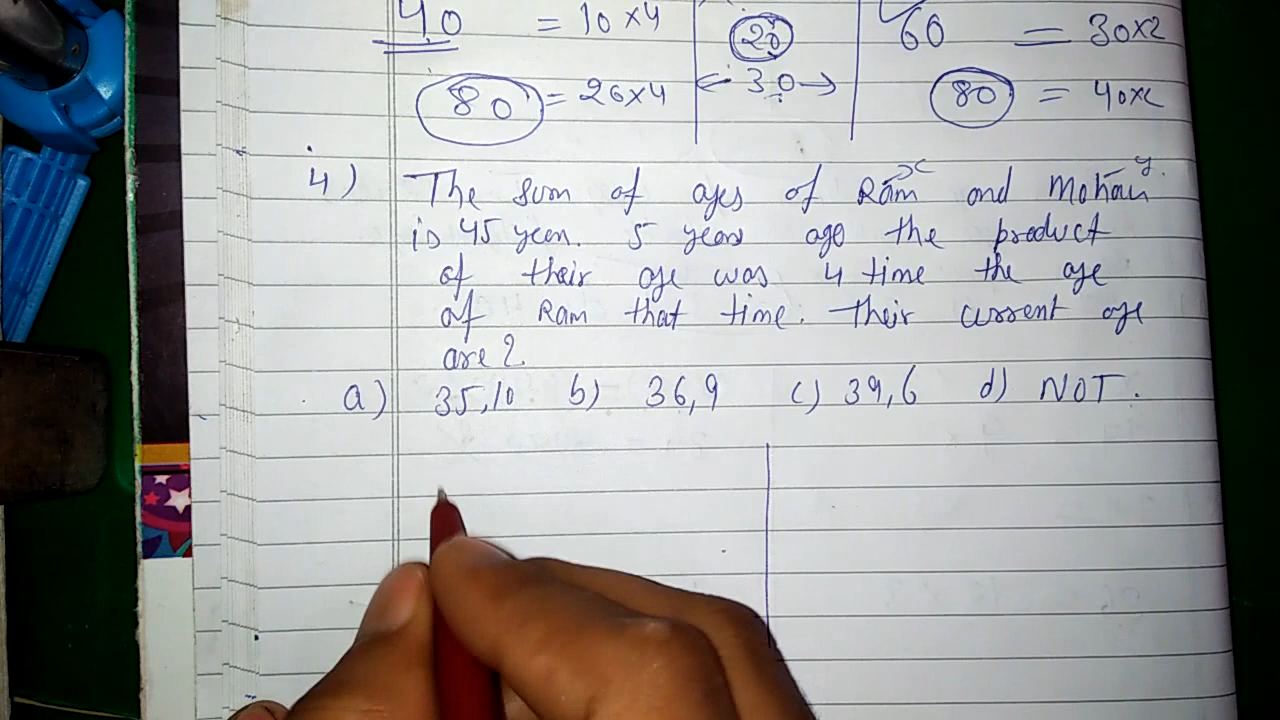 40 = 10×4 (20) 60 = 30×2
80 = 20×4 ← 30 → 80 = 40×2
x y
4) The sum of ages of Ram and Mohan
is 45 yeen. 5 years ago the product
of their age was 4 time the age
of Ram that time. Their current age
are?
a) 35,10 b) 36,9 c) 39,6 d) NOT.